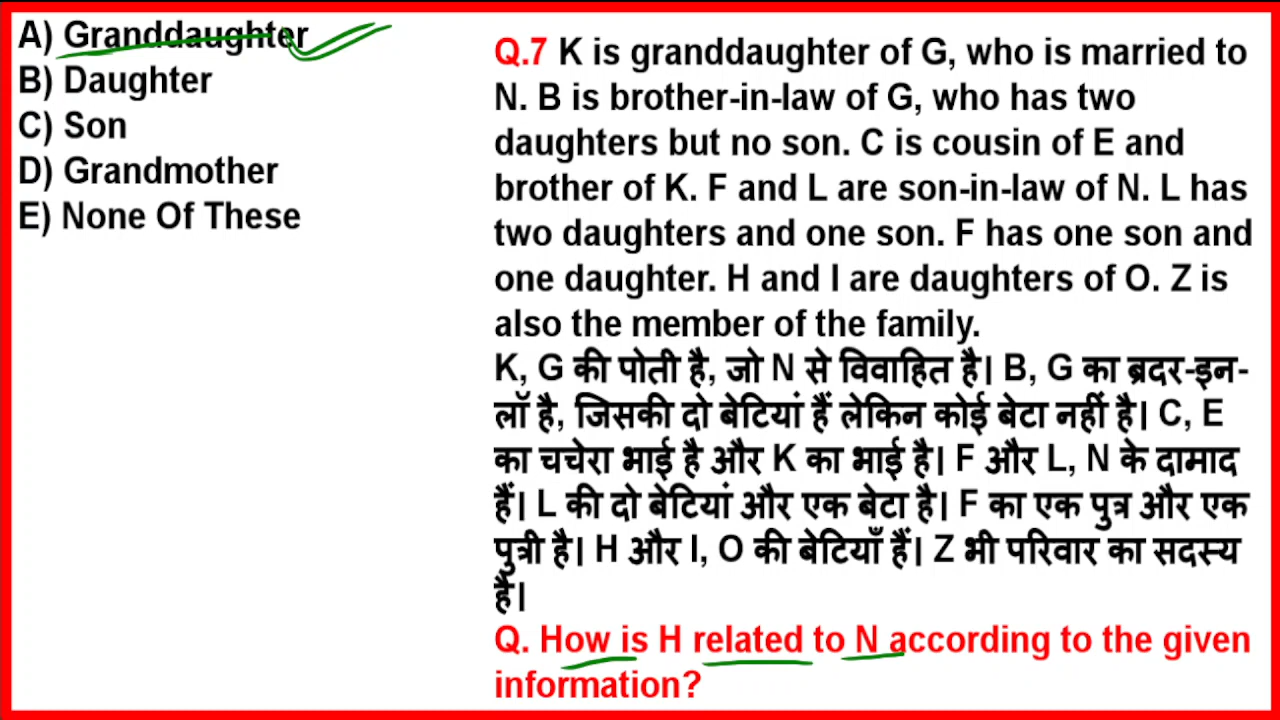 A) Granddaughter
B) Daughter
C) Son
D) Grandmother
E) None Of These
Q.7 K is granddaughter of G, who is married to
N. B is brother-in-law of G, who has two
daughters but no son. C is cousin of E and
brother of K. F and L are son-in-law of N. L has
two daughters and one son. F has one son and
one daughter. H and I are daughters of O. Z is
also the member of the family.
K, G की पोती है, जो N से विवाहित है। B, G का ब्रदर-इन-
लॉ है, जिसकी दो बेटियां हैं लेकिन कोई बेटा नहीं है। C, E
का चचेरा भाई है और K का भाई है। F और L, N के दामाद
हैं। L की दो बेटियां और एक बेटा है। F का एक पुत्र और एक
पुत्री है। H और I, O की बेटियाँ हैं। Z भी परिवार का सदस्य
है।
Q. How is H related to N according to the given
information?